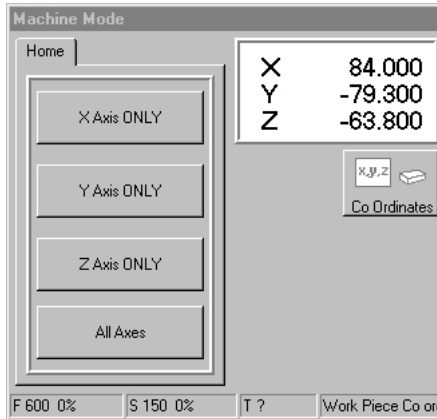 Machine Mode
Home
X Axis ONLY
Y Axis ONLY
Z Axis ONLY
All Axes
X 84.000
Y -79.300
Z -63.800
x,y,z
Co Ordinates
F 600 0%
S 150 0%
T ?
Work Piece Co or